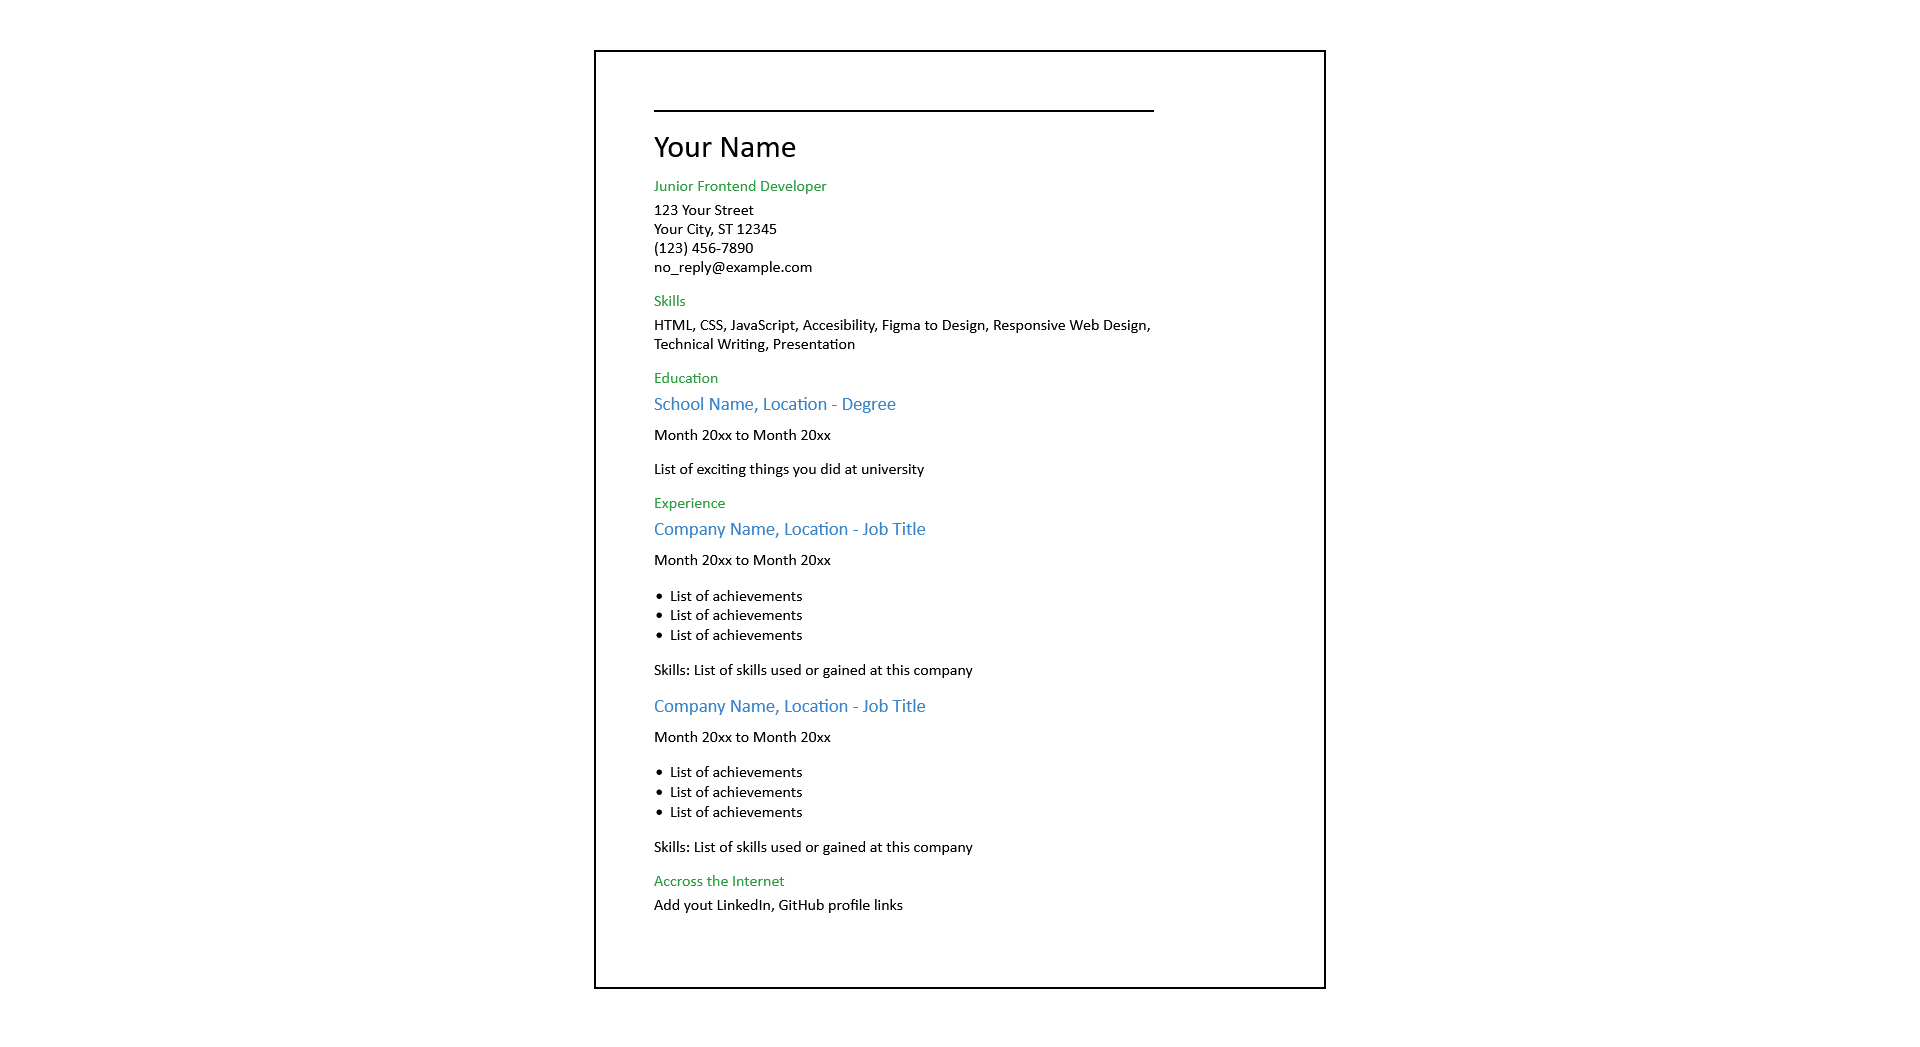 Your Name
Junior Frontend Developer
123 Your Street
Your City, ST 12345
(123) 456-7890
no_reply@example.com
Skills
HTML, CSS, JavaScript, Accesibility, Figma to Design, Responsive Web Design,
Technical Writing, Presentation
Education
School Name, Location - Degree
Month 20xx to Month 20xx
List of exciting things you did at university
Experience
Company Name, Location - Job Title
Month 20xx to Month 20xx
• List of achievements
• List of achievements
• List of achievements
Skills: List of skills used or gained at this company
Company Name, Location - Job Title
Month 20xx to Month 20xx
• List of achievements
• List of achievements
• List of achievements
Skills: List of skills used or gained at this company
Accross the Internet
Add yout LinkedIn, GitHub profile links